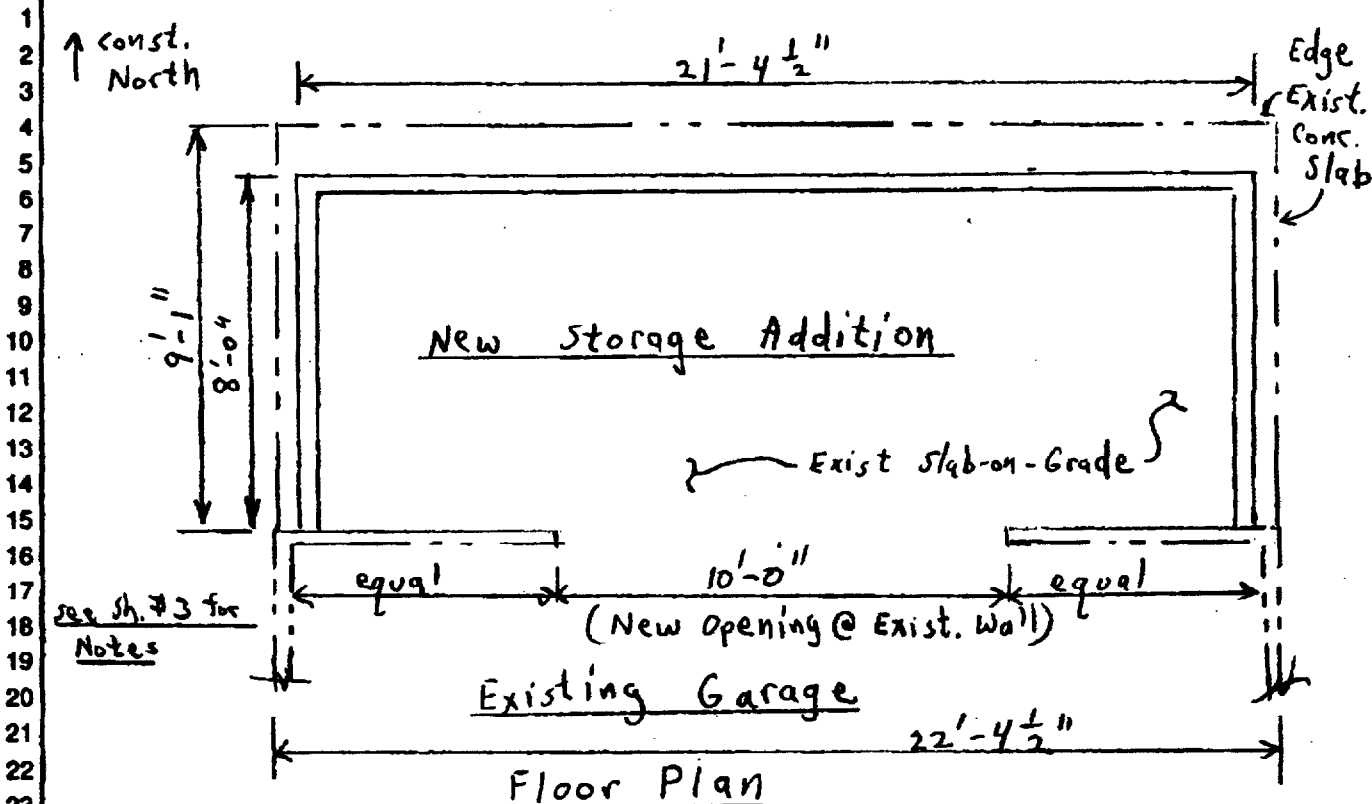 1
2
3
4
5
6
7
8
9
10
11
12
13
14
15
16
17
18
19
20
21
22
↑ const.
North
21'-4 1/2"
Edge
Exist.
Conc.
Slab
9'-1"
8'-0"
New Storage Addition
Exist Slab-on-Grade
equal
10'-0"
equal
(New Opening @ Exist. Wall)
see sh. #3 for
Notes
Existing Garage
22'-4 1/2"
Floor Plan